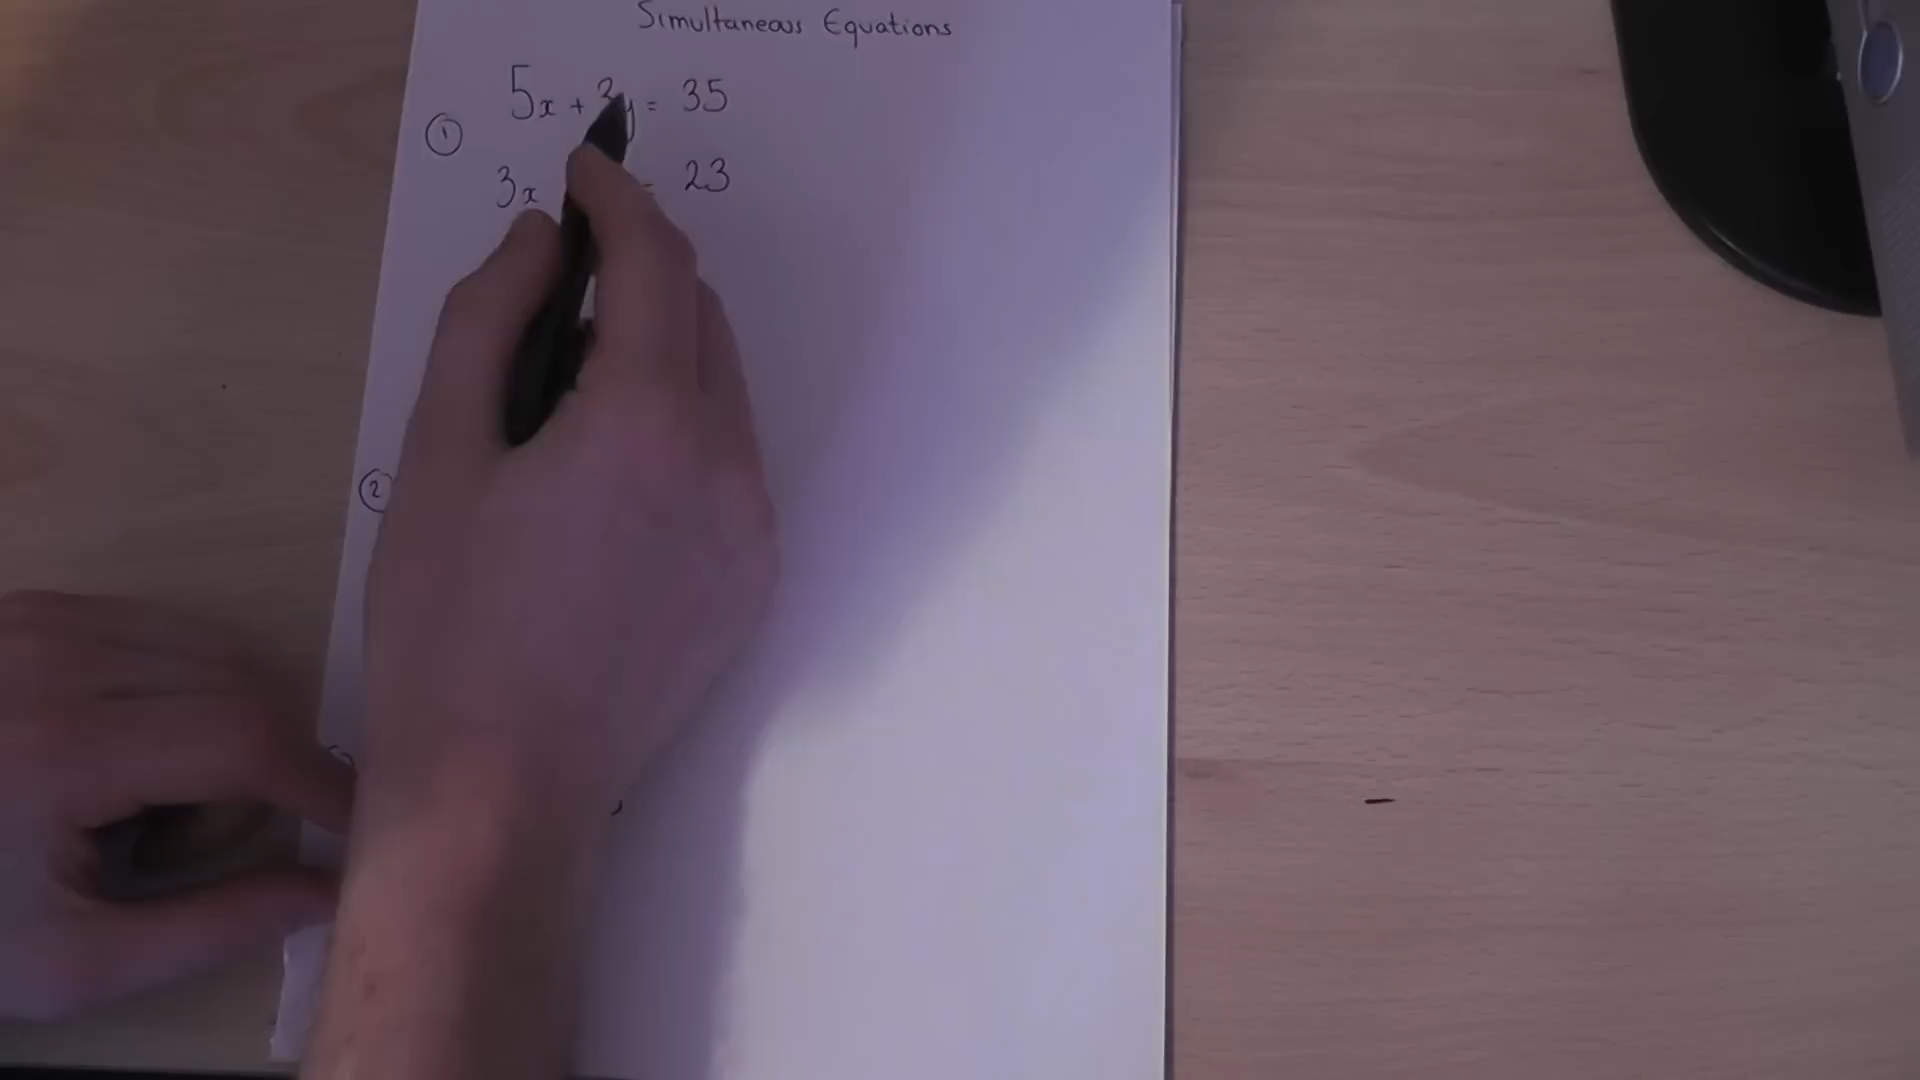 Simultaneous Equations
5x + 3y = 35
①
3x = 23
②